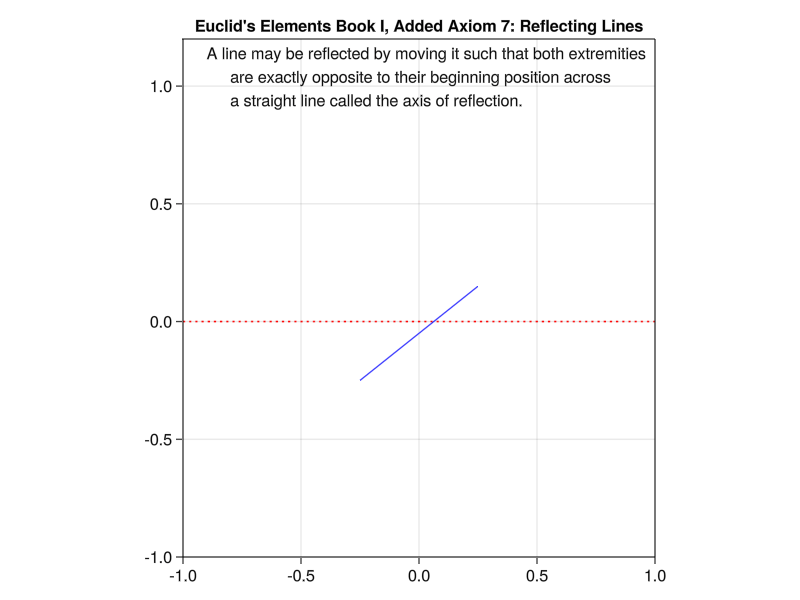 Euclid's Elements Book I, Added Axiom 7: Reflecting Lines
A line may be reflected by moving it such that both extremities
are exactly opposite to their beginning position across
a straight line called the axis of reflection.
1.0
0.5
0.0
-0.5
-1.0
-1.0 -0.5 0.0 0.5 1.0